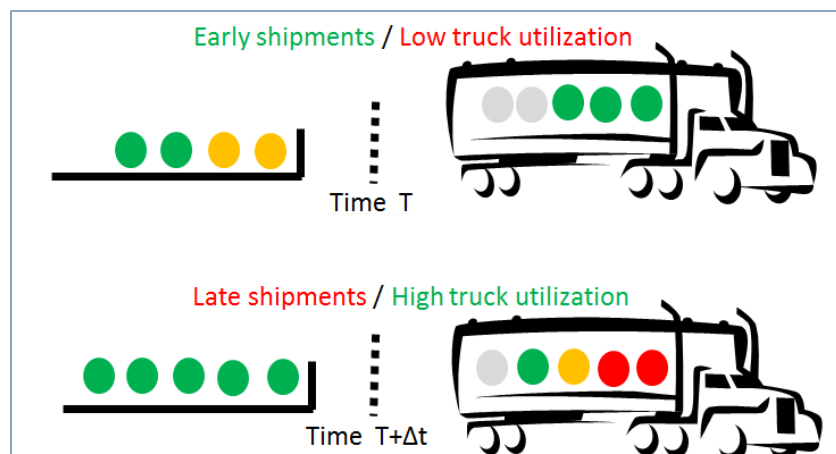 Early shipments / Low truck utilization
Time T
Late shipments / High truck utilization
Time T+Δt